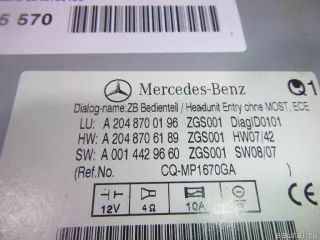 5 570
Mercedes-Benz
Q1
Dialog-name:ZB Bedienteil / Headunit Entry ohne MOST, ECE
LU: A 204 870 01 96 ZGS001 DiagID0101
HW: A 204 870 61 89 ZGS001 HW07/42
SW: A 001 442 96 60 ZGS001 SW08/07
(Ref.No. CQ-MP1670GA )
12V 4Ω 10A